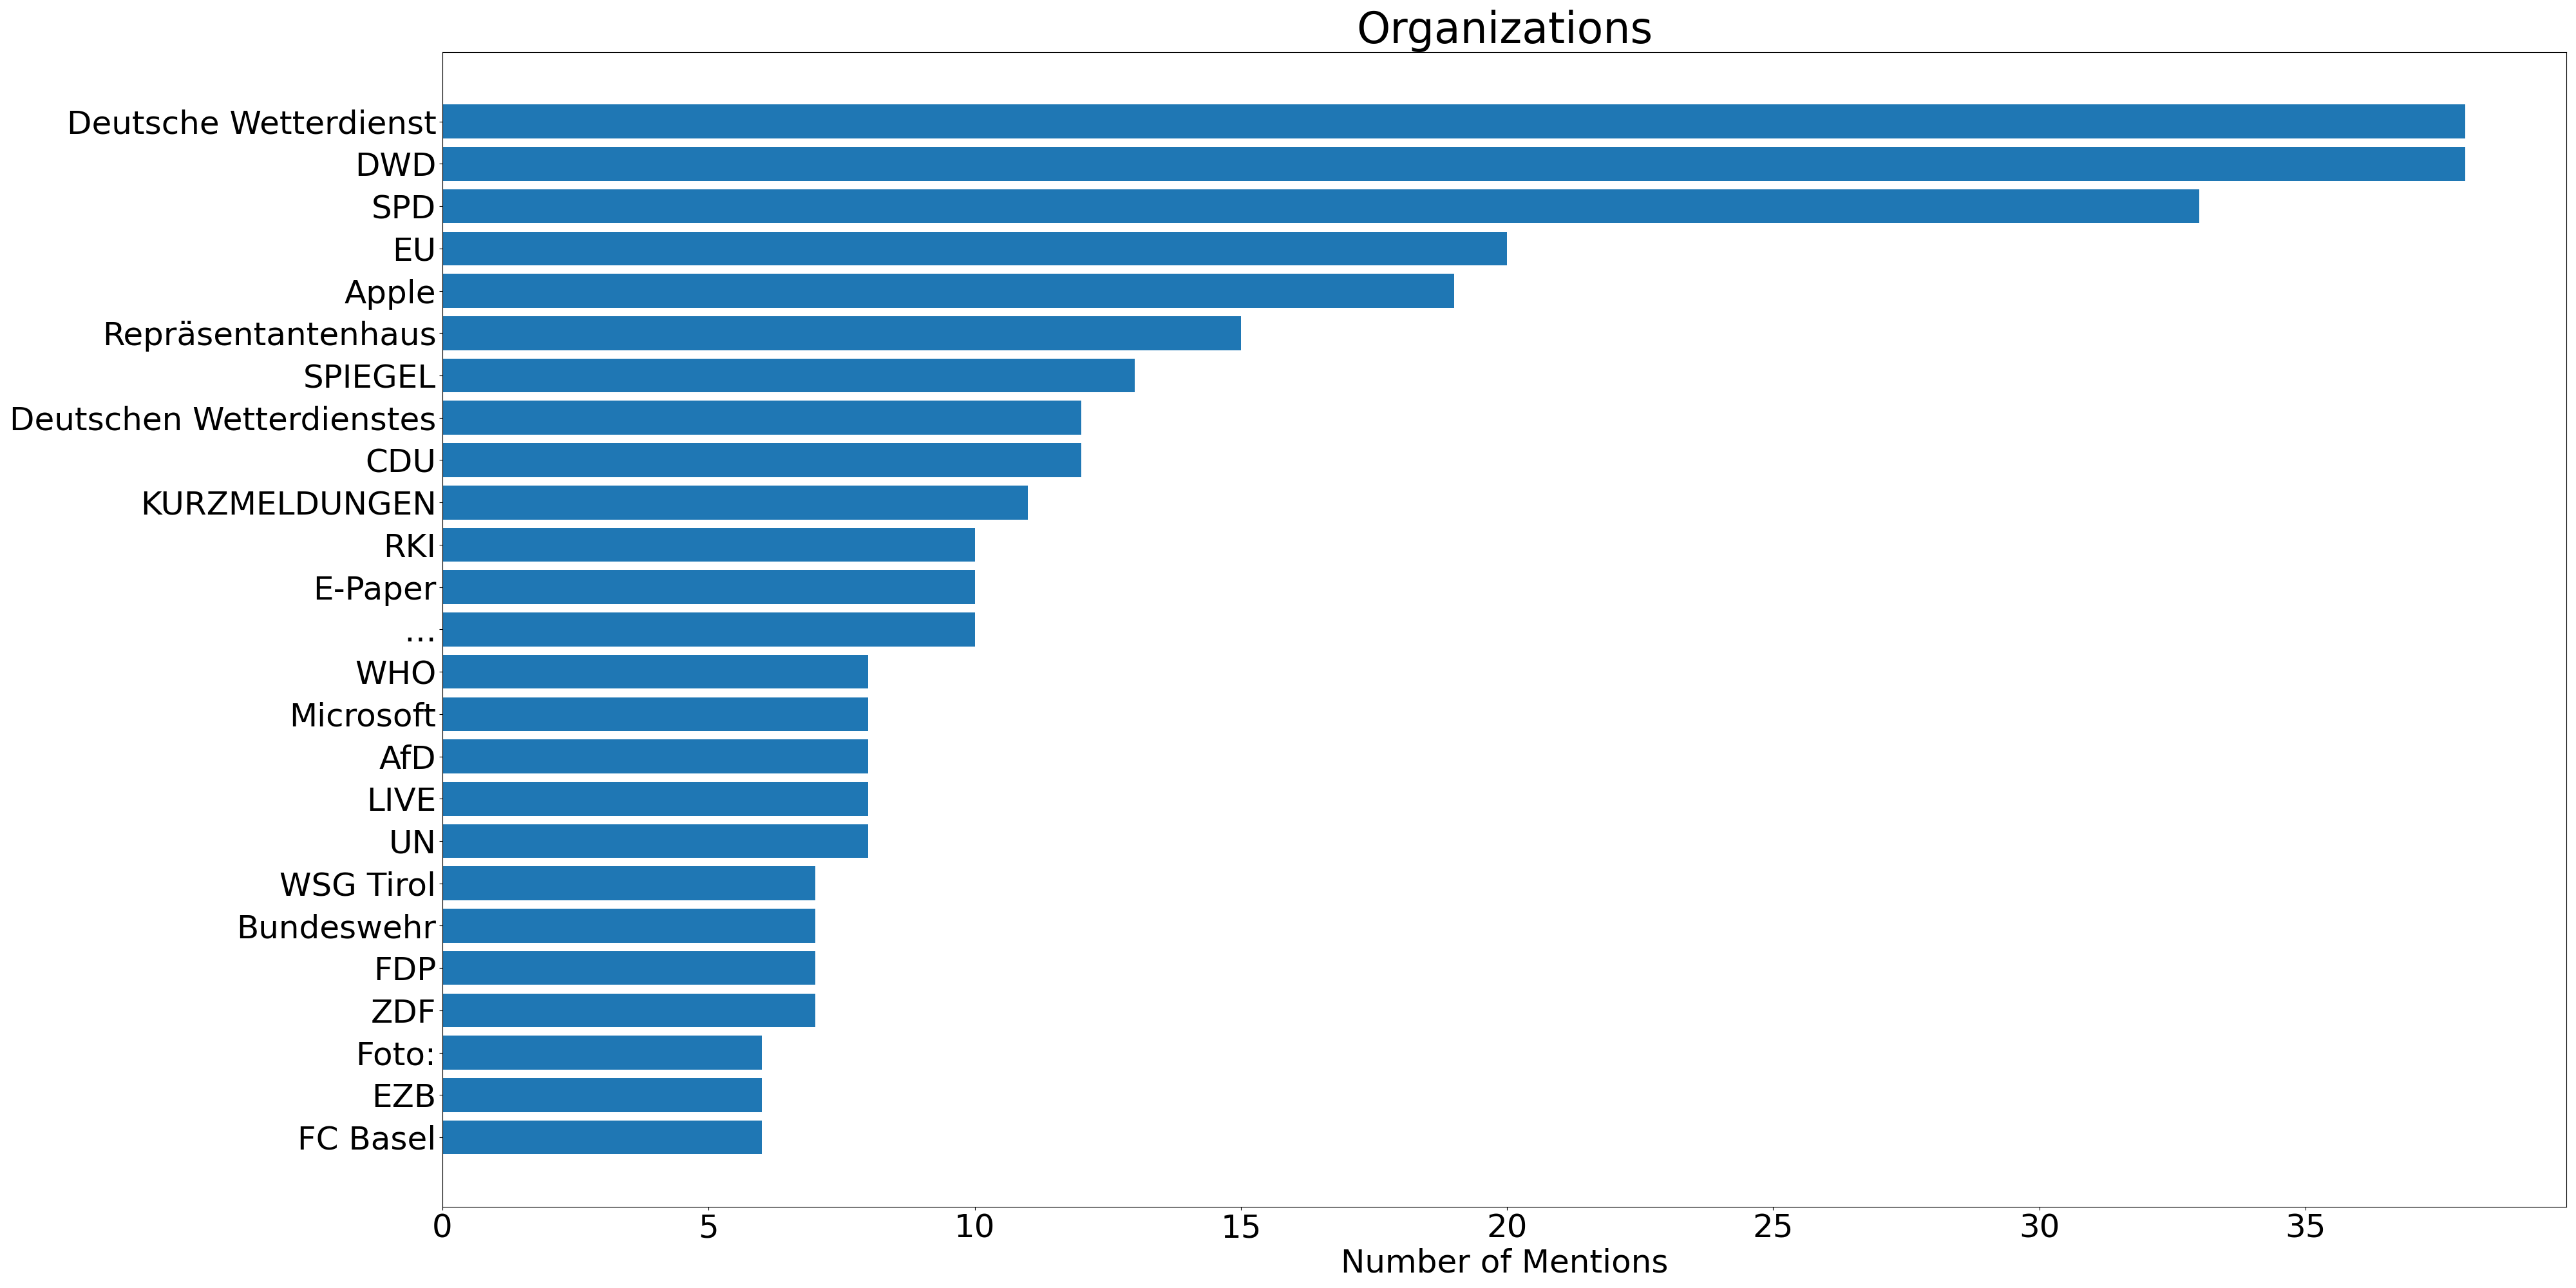 Organizations
Deutsche Wetterdienst
DWD
SPD
EU
Apple
Repräsentantenhaus
SPIEGEL
Deutschen Wetterdienstes
CDU
KURZMELDUNGEN
RKI
E-Paper
...
WHO
Microsoft
AfD
LIVE
UN
WSG Tirol
Bundeswehr
FDP
ZDF
Foto:
EZB
FC Basel
0 5 10 15 20 25 30 35
Number of Mentions